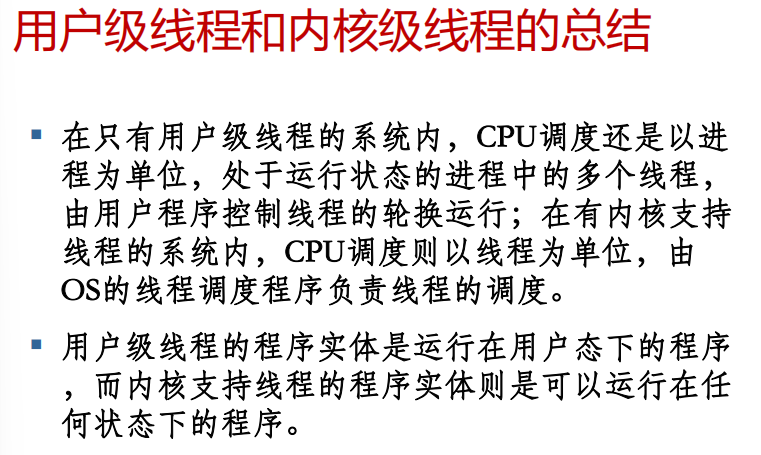 用户级线程和内核级线程的总结
▪ 在只有用户级线程的系统内，CPU调度还是以进
程为单位，处于运行状态的进程中的多个线程，
由用户程序控制线程的轮换运行；在有内核支持
线程的系统内，CPU调度则以线程为单位，由
OS的线程调度程序负责线程的调度。
▪ 用户级线程的程序实体是运行在用户态下的程序
，而内核支持线程的程序实体则是可以运行在任
何状态下的程序。